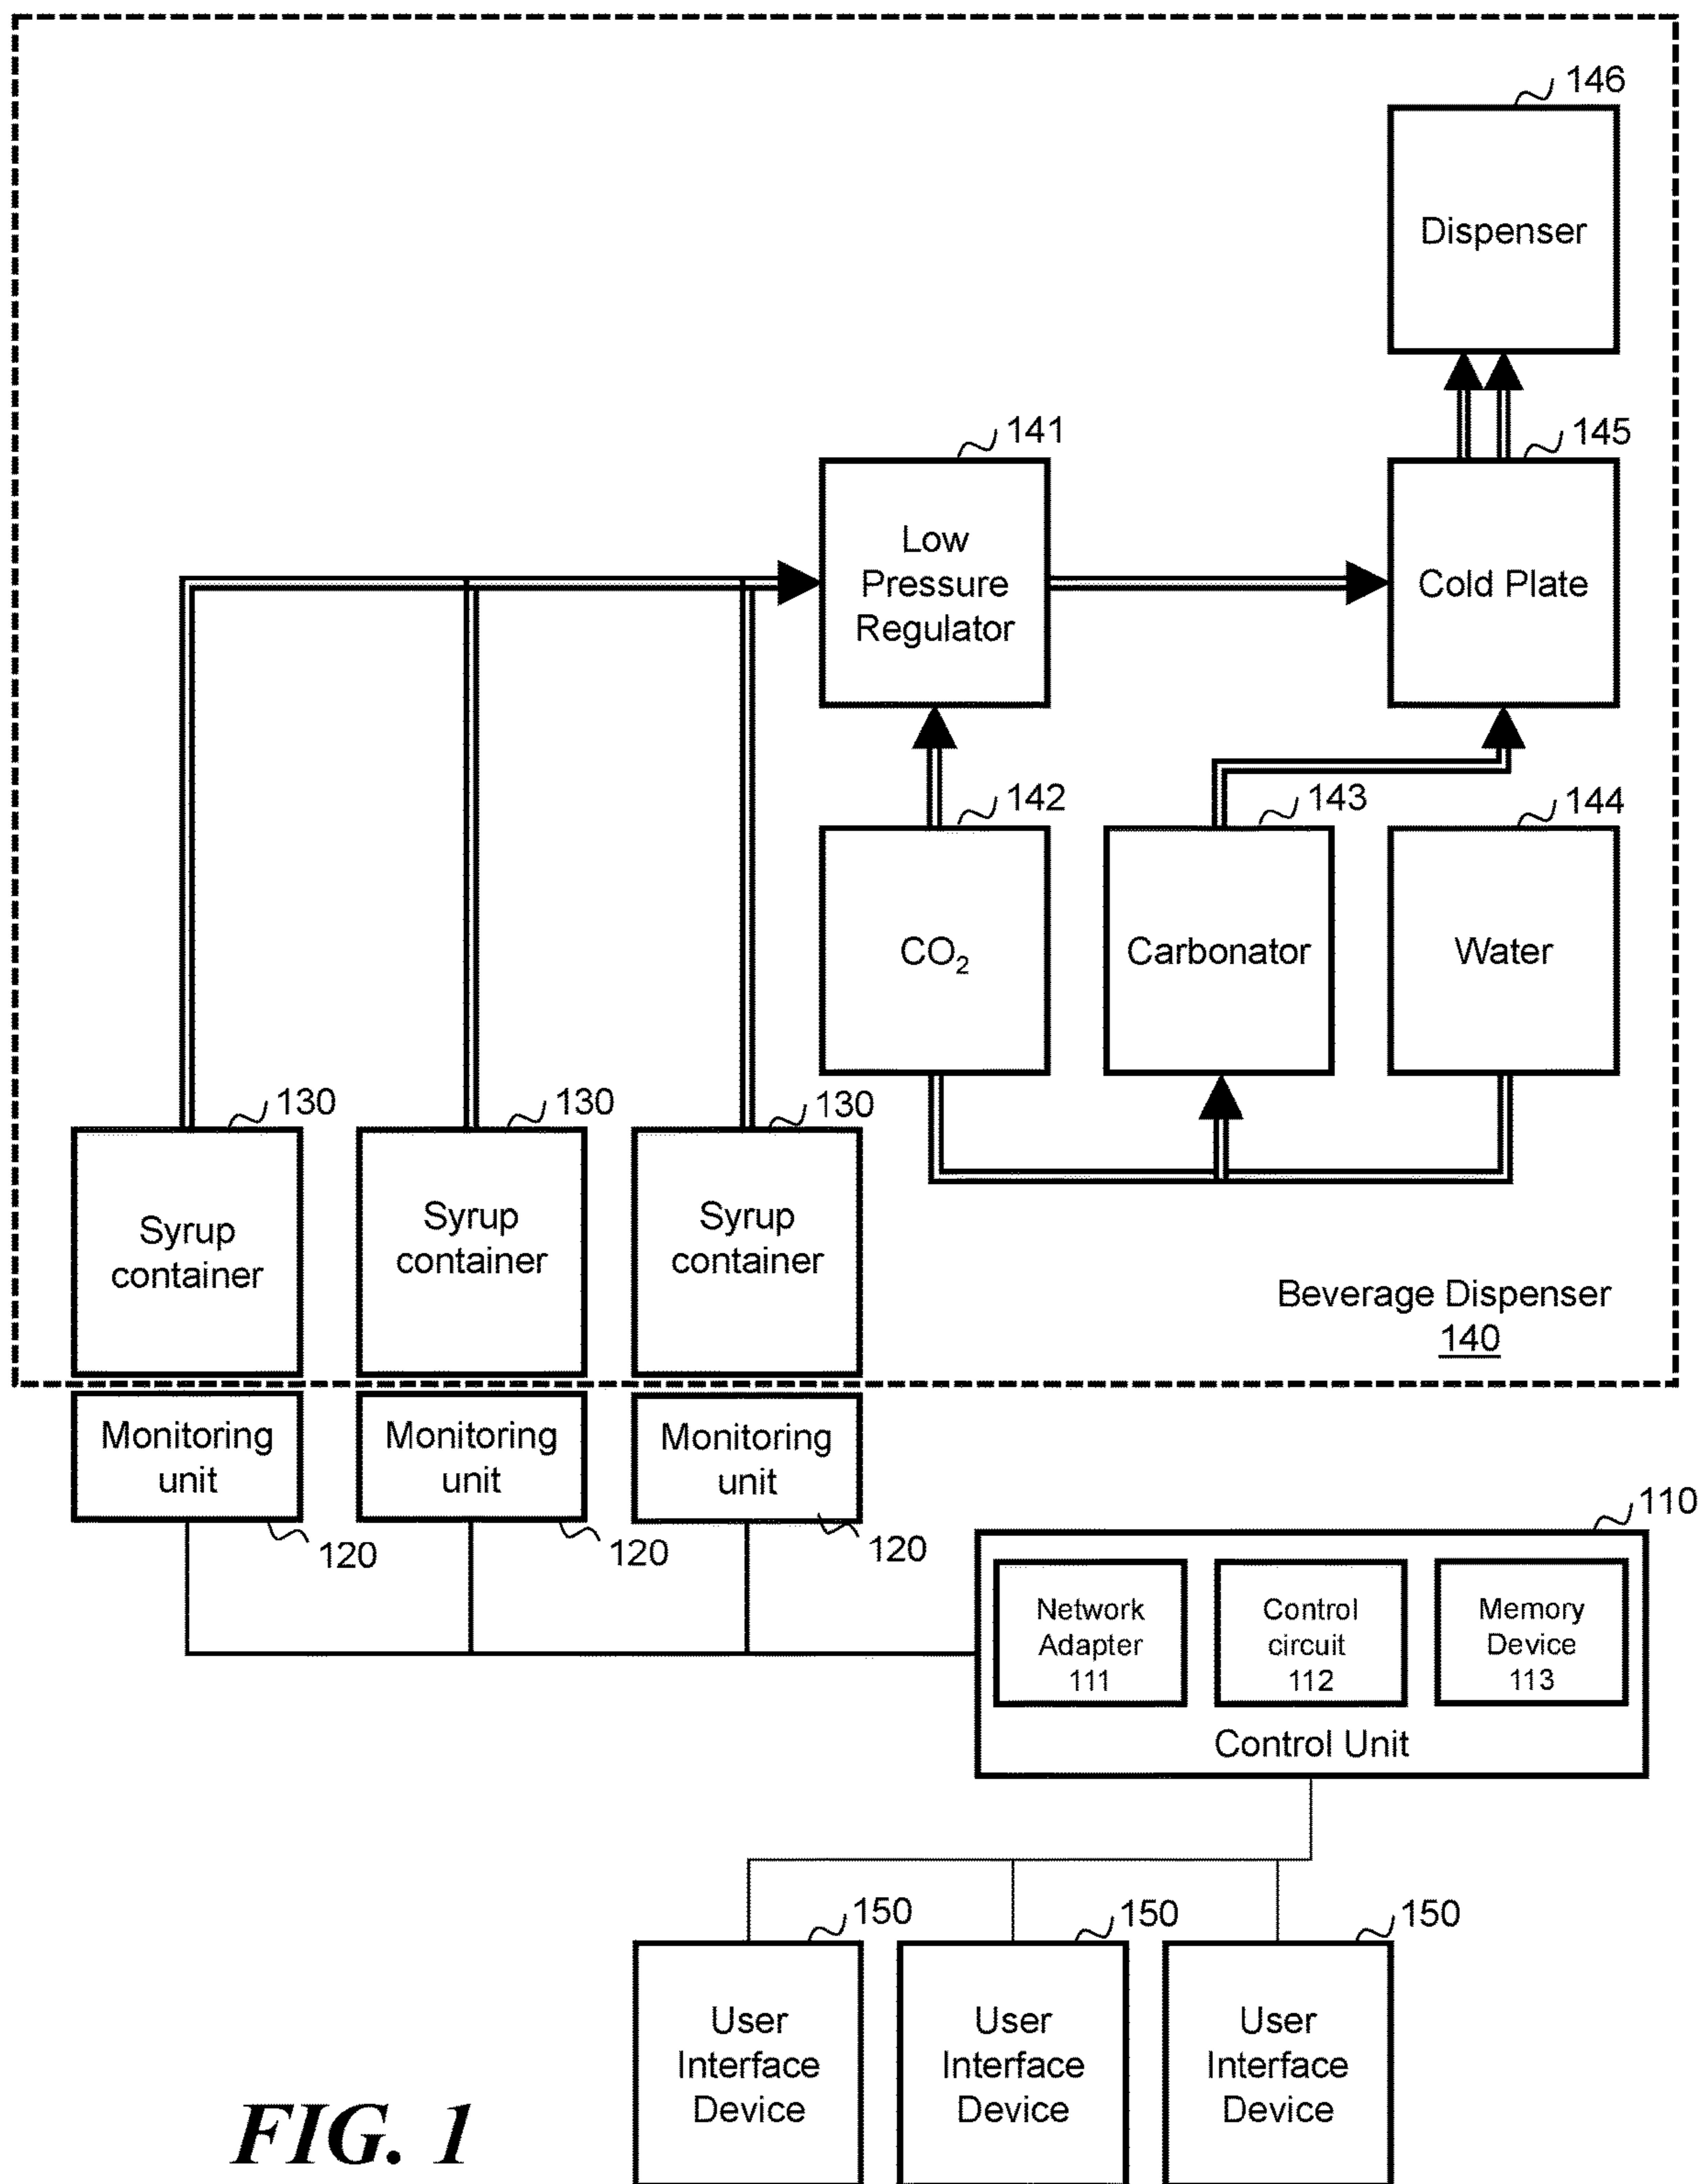 146
Dispenser
141
145
Low
Pressure
Regulator
Cold Plate
142
143
144
CO₂
Carbonator
Water
130
130
130
Syrup
container
Syrup
container
Syrup
container
Beverage Dispenser
140
Monitoring
unit
Monitoring
unit
Monitoring
unit
120
120
120
110
Network
Adapter
111
Control
circuit
112
Memory
Device
113
Control Unit
150
150
150
User
Interface
Device
User
Interface
Device
User
Interface
Device
FIG. 1